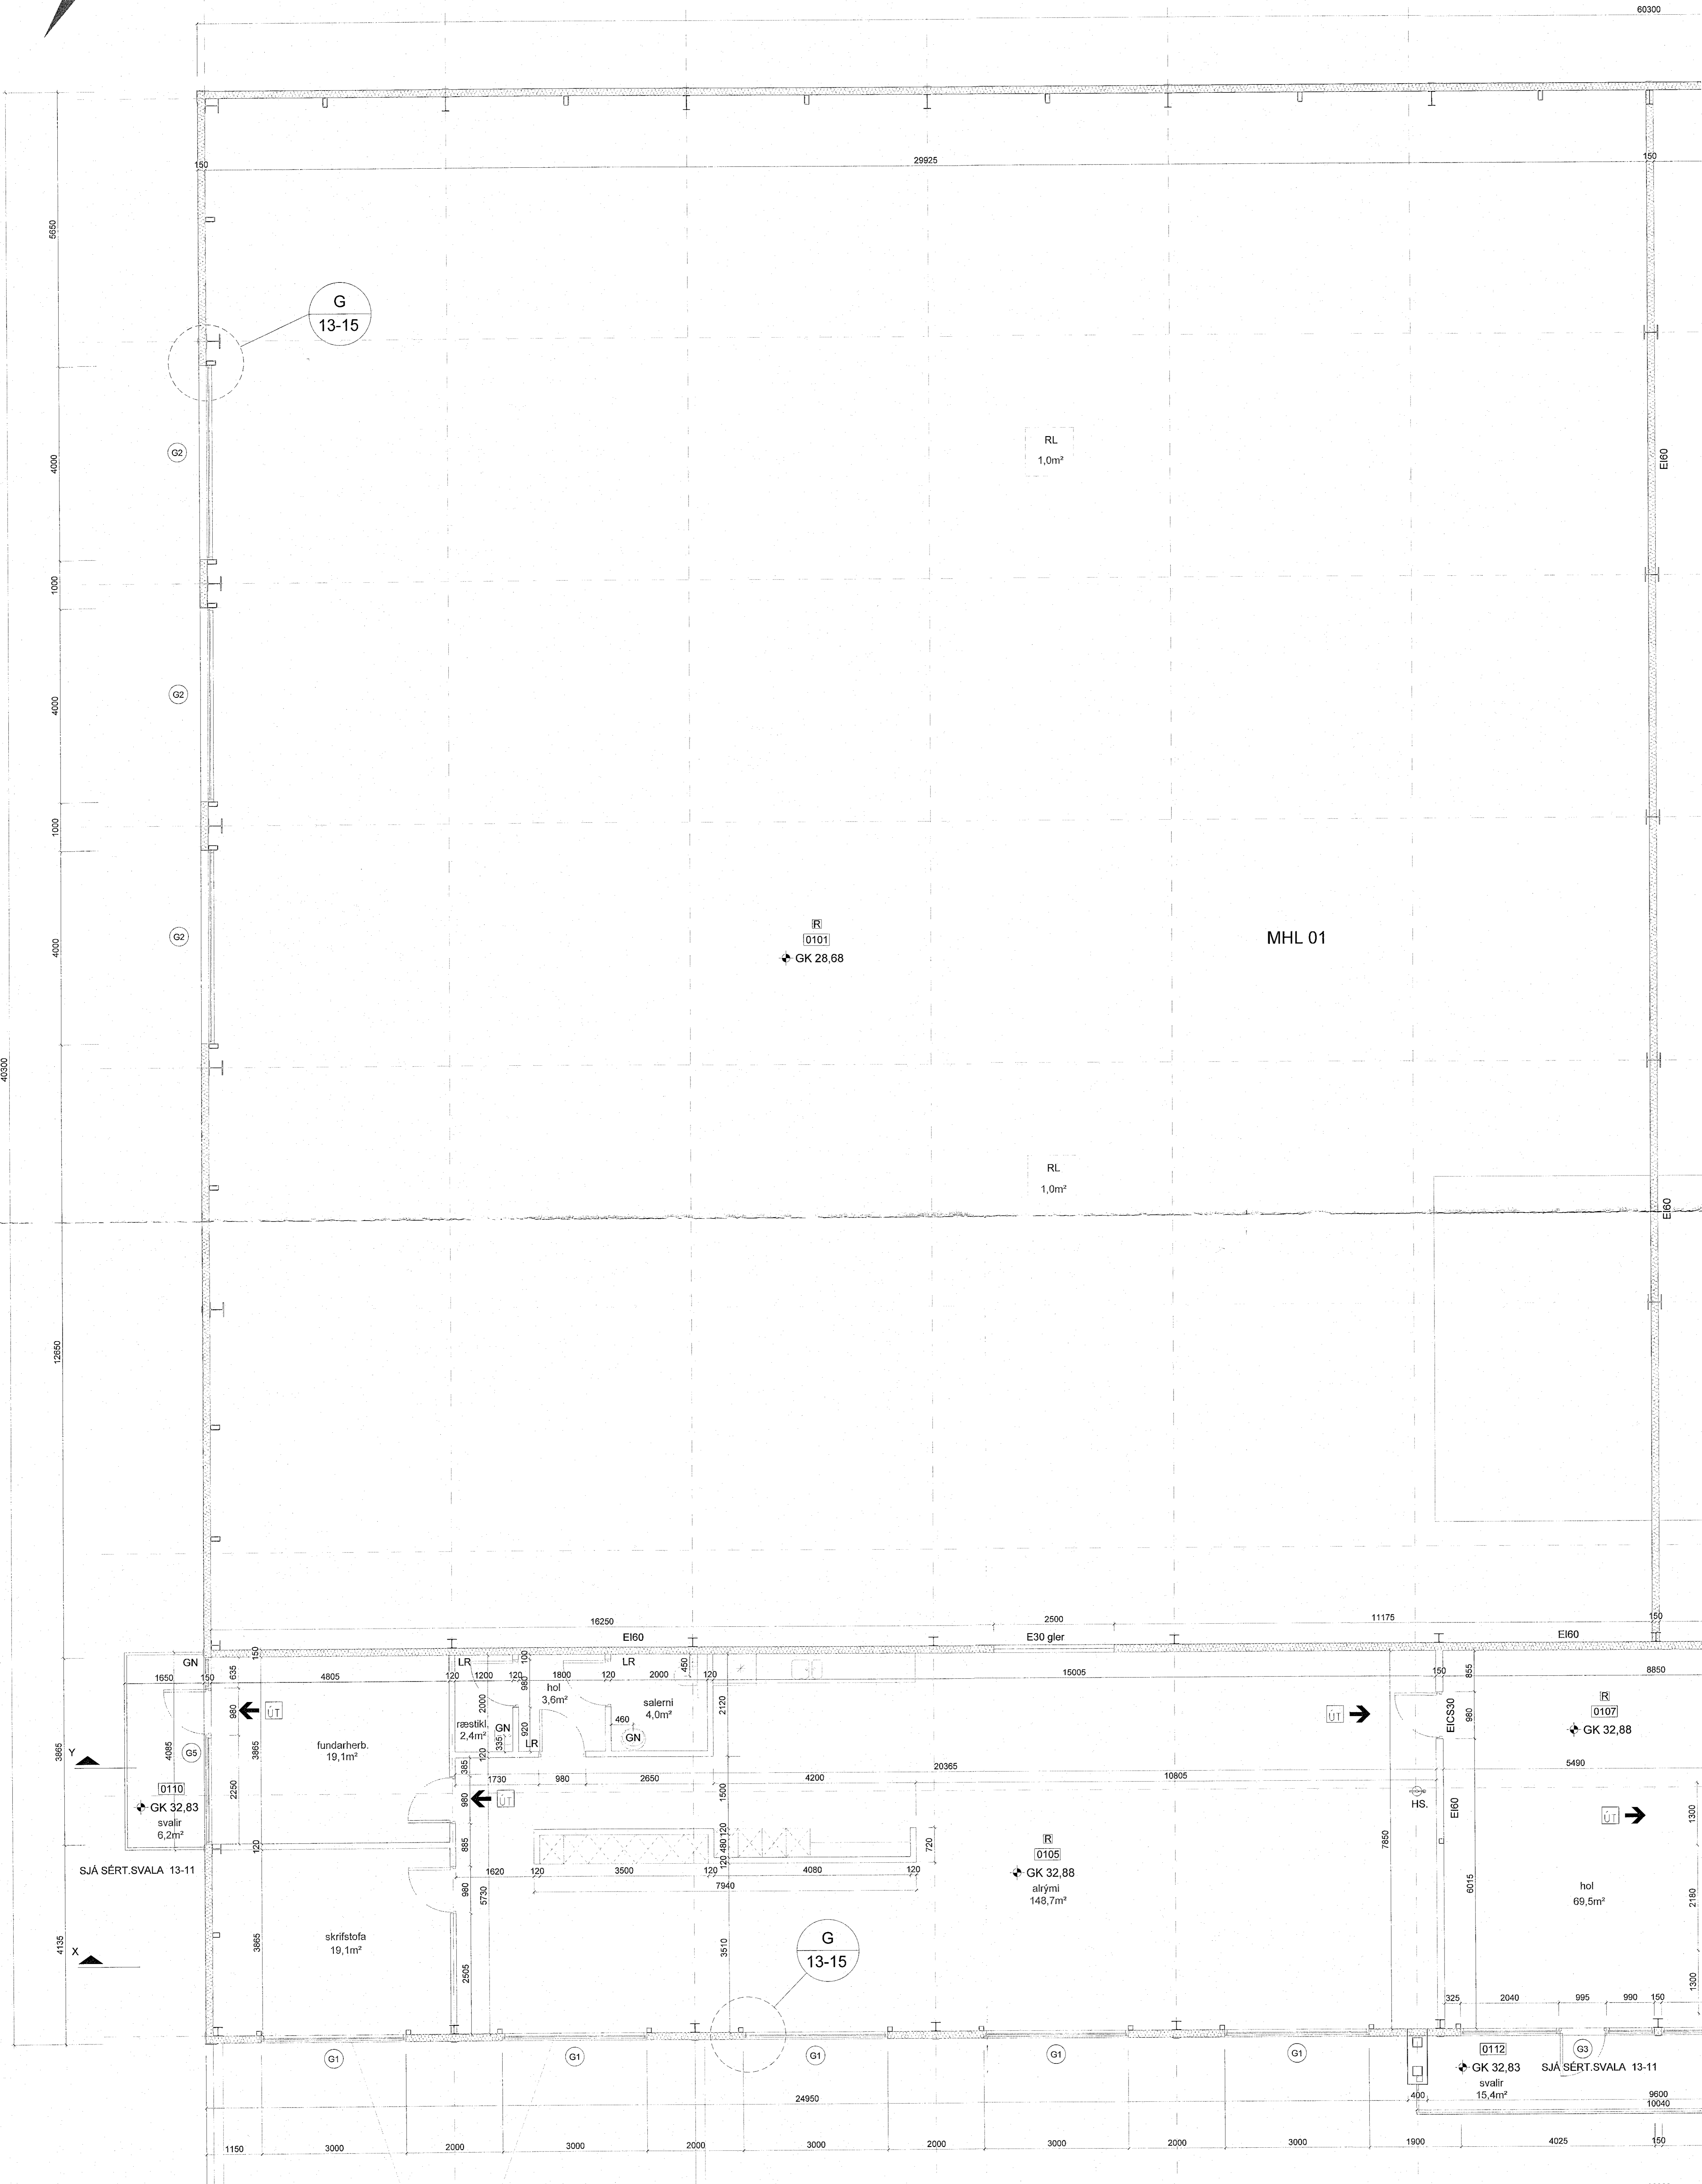 60300
150
29925
150
5650
G
13-15
G2
4000
RL
1,0m²
EI60
1000
G2
4000
1000
G2
4000
R
0101
GK 28,68
MHL 01
40300
RL
1,0m²
EI60
12650
16250
2500
11175
150
EI60
E30 gler
EI60
GN
1650
150
635
150
4805
LR
120
1200
120
100
1800
120
LR
2000
450
120
15005
150
855
8850
980
ÚT
980
hol
3,6m²
salerni
4,0m²
2000
2120
ÚT
EICS30
980
R
0107
GK 32,88
ræstikl.
2,4m²
GN
335
920
LR
460
GN
fundarherb.
19,1m²
3865
4085
3865
G5
Y
120
385
1730
980
2650
4200
20365
10805
5490
0110
GK 32,83
svalir
6,2m²
2250
980
ÚT
1500
HS.
EI60
ÚT
1300
120
885
120
480
120
720
R
0105
GK 32,88
alrými
148,7m²
7850
SJÁ SÉRT.SVALA 13-11
1620
120
3500
120
4080
120
7940
980
5730
6015
hol
69,5m²
2180
4135
X
skrifstofa
19,1m²
3865
2505
3510
G
13-15
1300
325
2040
995
990
150
G1
G1
G1
G1
G1
0112
GK 32,83
svalir
15,4m²
G3
SJÁ SÉRT.SVALA 13-11
24950
400
9600
10040
1150
3000
2000
3000
2000
3000
2000
3000
2000
3000
1900
4025
150